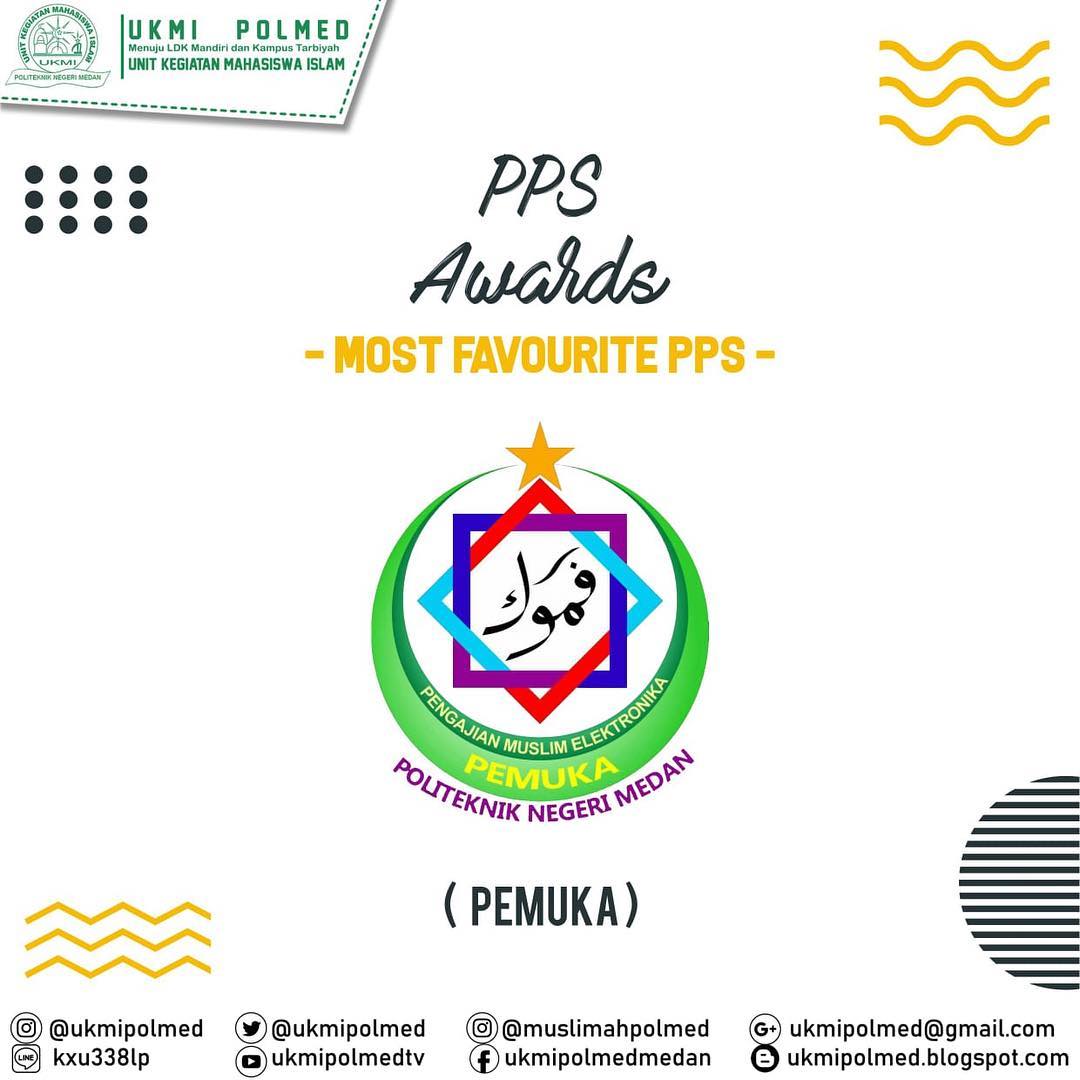 UNIT KEGIATAN MAHASISWA ISLAM
UKMI
POLITEKNIK NEGERI MEDAN
UKMI POLMED
Menuju LDK Mandiri dan Kampus Tarbiyah
UNIT KEGIATAN MAHASISWA ISLAM
PPS
Awards
- MOST FAVOURITE PPS -
فموك
PENGAJIAN MUSLIM ELEKTRONIKA
PEMUKA
POLITEKNIK NEGERI MEDAN
( PEMUKA )
@ukmipolmed @ukmipolmed @muslimahpolmed G+ ukmipolmed@gmail.com
LINE kxu338lp ukmipolmedtv ukmipolmedmedan ukmipolmed.blogspot.com